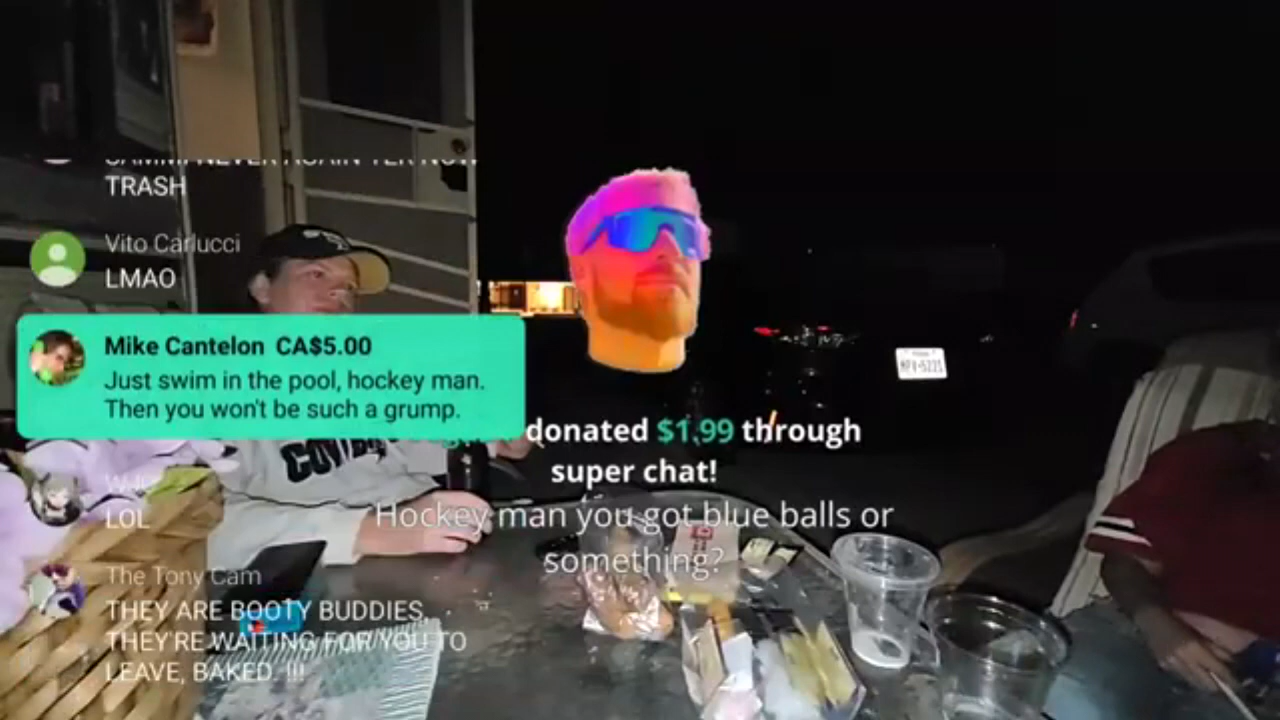 TRASH
Vito Carlucci
LMAO
Mike Cantelon CA$5.00
Just swim in the pool, hockey man.
Then you won't be such a grump.
donated $1.99 through
super chat!
Hockey man you got blue balls or
something?
LOL
The Tony Cam
THEY ARE BOOTY BUDDIES,
THEY'RE WAITING FOR YOU TO
LEAVE, BAKED. !!!